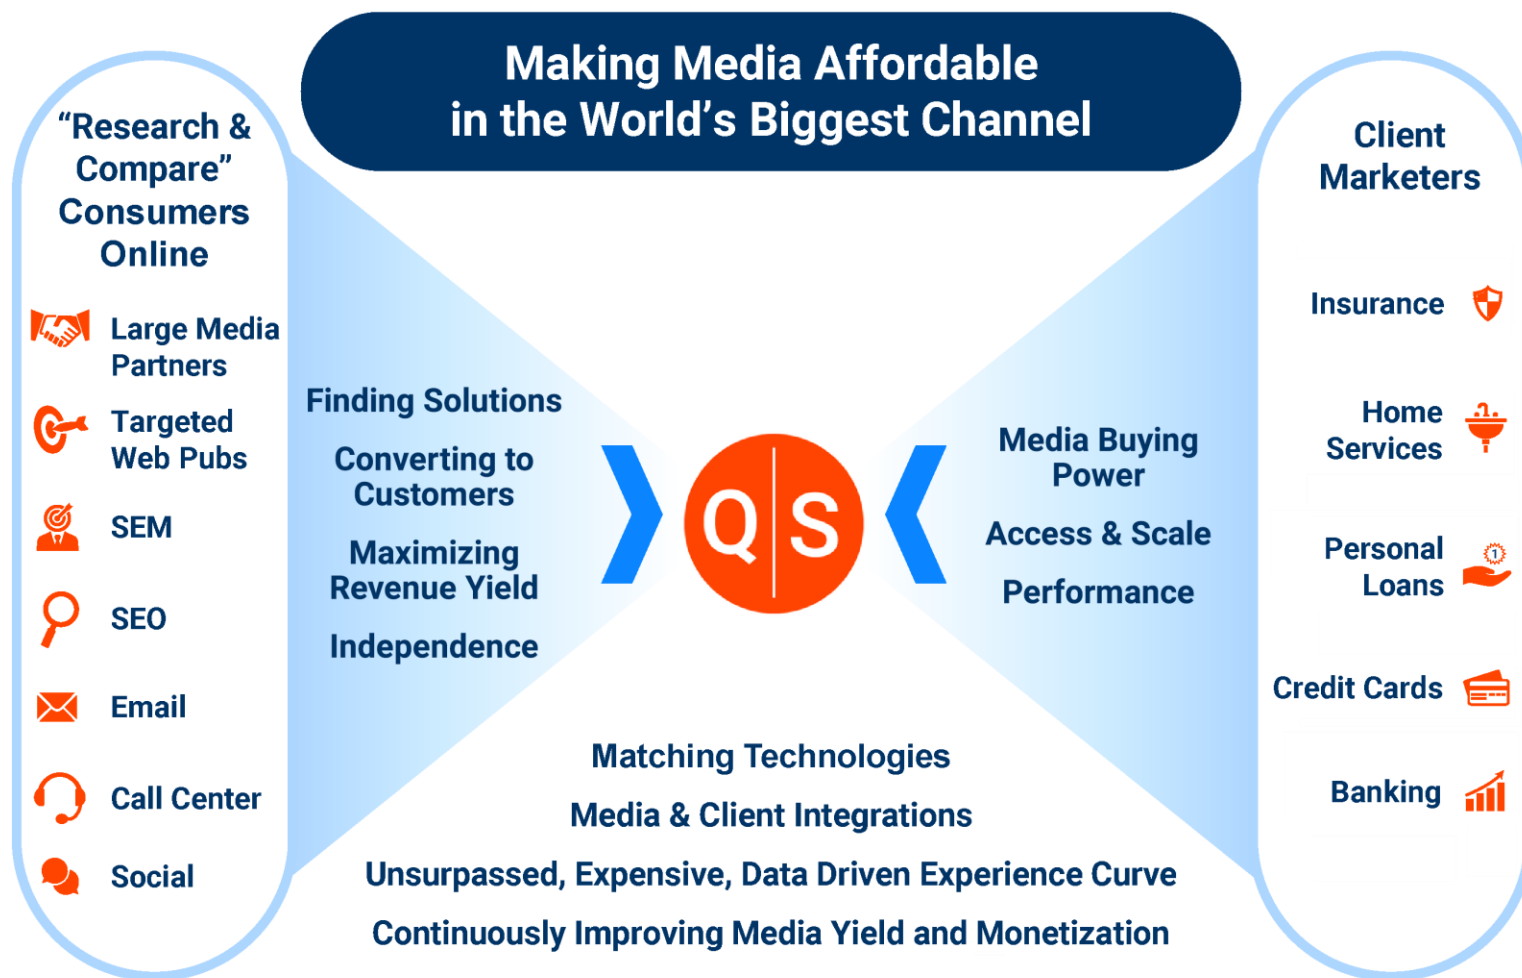 Making Media Affordable
in the World's Biggest Channel
“Research &
Compare”
Consumers
Online
Large Media
Partners
Targeted
Web Pubs
SEM
SEO
Email
Call Center
Social
Finding Solutions
Converting to
Customers
Maximizing
Revenue Yield
Independence
Q|S
Media Buying
Power
Access & Scale
Performance
Client
Marketers
Insurance
Home
Services
Personal
Loans
1
Credit Cards
Banking
Matching Technologies
Media & Client Integrations
Unsurpassed, Expensive, Data Driven Experience Curve
Continuously Improving Media Yield and Monetization